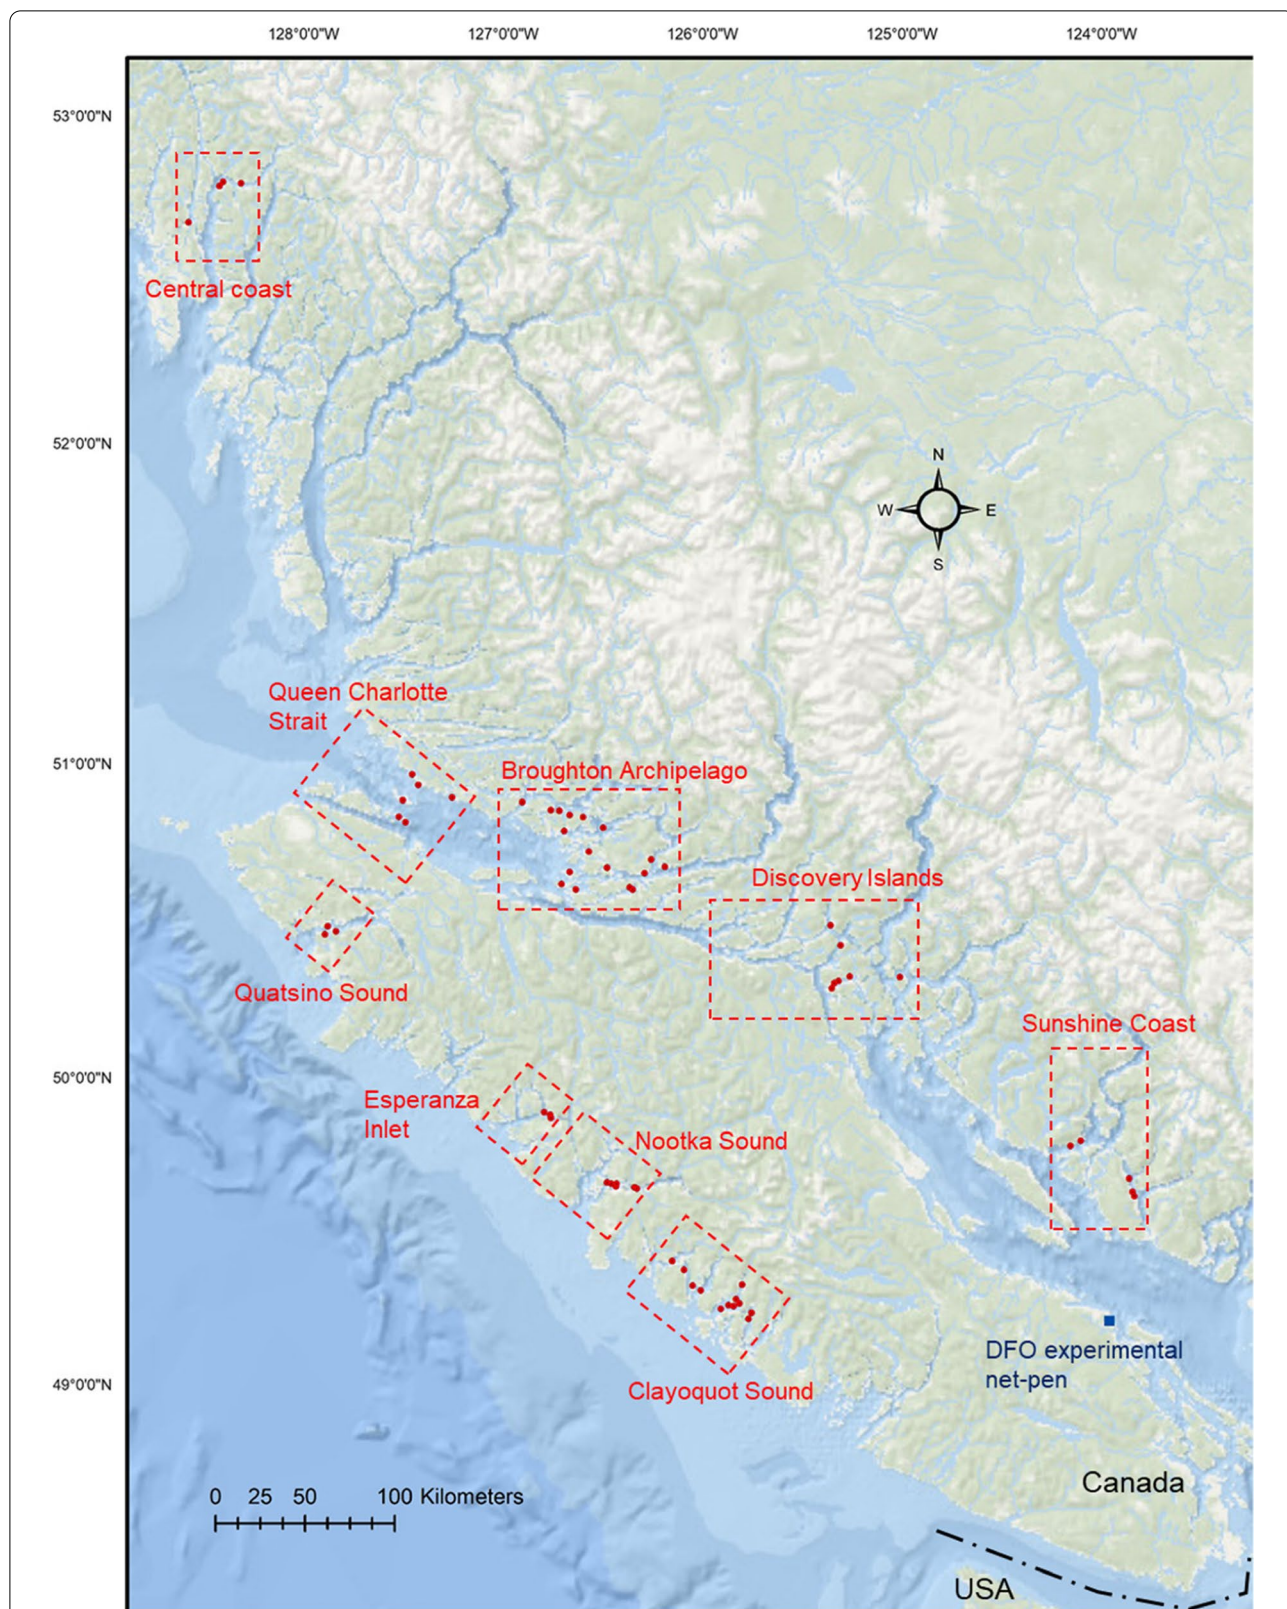 128°0'0"W 127°0'0"W 126°0'0"W 125°0'0"W 124°0'0"W
53°0'0"N
Central coast
52°0'0"N
N
W E
S
Queen Charlotte
Strait
51°0'0"N
Broughton Archipelago
Discovery Islands
Quatsino Sound
Sunshine Coast
50°0'0"N
Esperanza
Inlet
Nootka Sound
DFO experimental
net-pen
49°0'0"N
Clayoquot Sound
Canada
0 25 50 100 Kilometers
USA